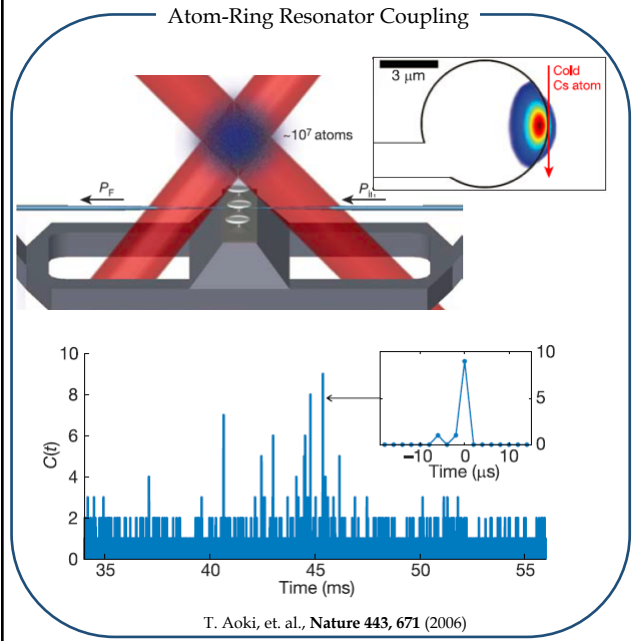 Atom-Ring Resonator Coupling
3 μm
Cold
Cs atom
~10⁷ atoms
P_F
10
8
6
4
2
0
C(t)
35
40
45
50
55
Time (ms)
10
5
0
−10
0
10
Time (μs)
T. Aoki, et. al., Nature 443, 671 (2006)